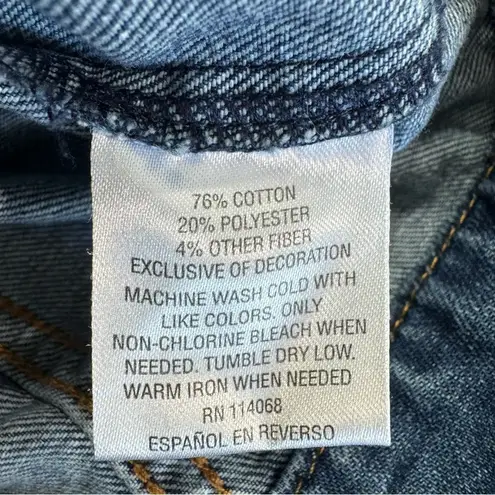 76% COTTON
20% POLYESTER
4% OTHER FIBER
EXCLUSIVE OF DECORATION
MACHINE WASH COLD WITH
LIKE COLORS. ONLY
NON-CHLORINE BLEACH WHEN
NEEDED. TUMBLE DRY LOW.
WARM IRON WHEN NEEDED
RN 114068
ESPAÑOL EN REVERSO